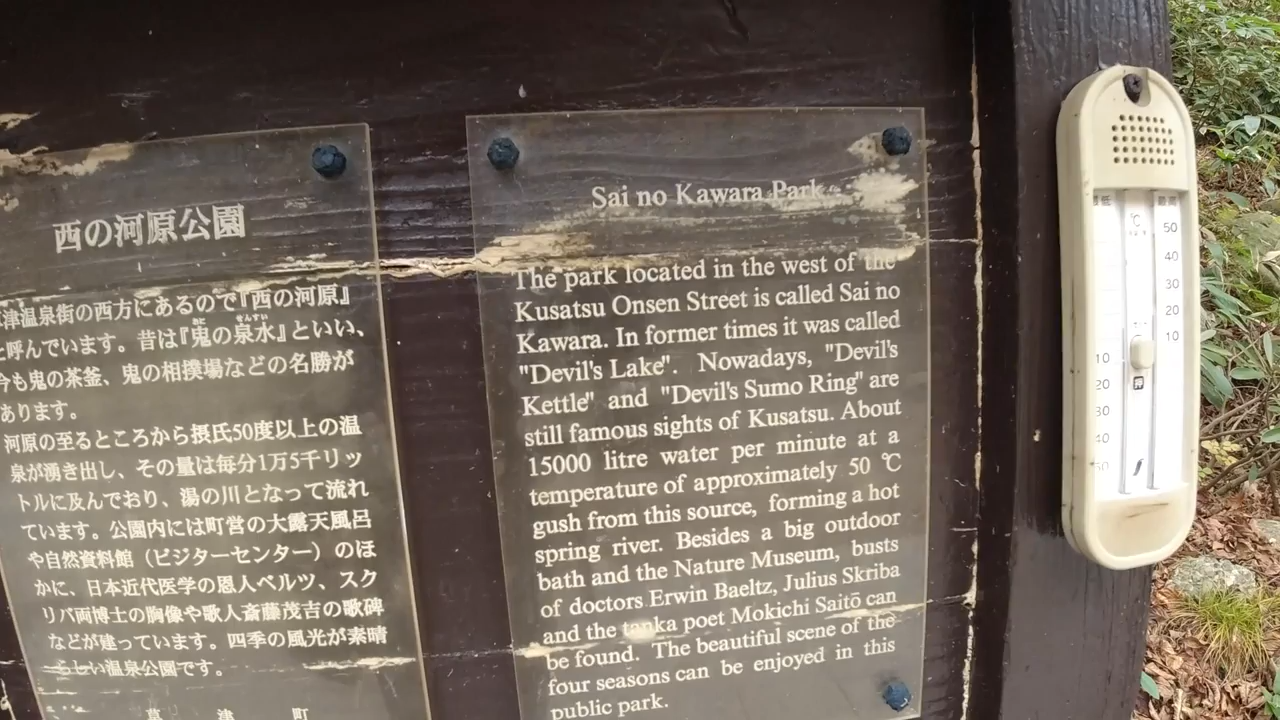 西の河原公園
津温泉街の西方にあるので『西の河原』
と呼んでいます。昔は『鬼の泉水』といい、
今も鬼の茶釜、鬼の相撲場などの名勝が
あります。
河原の至るところから摂氏50度以上の温
泉が湧き出し、その量は毎分1万5千リッ
トルに及んでおり、湯の川となって流れ
ています。公園内には町営の大露天風呂
や自然資料館（ビジターセンター）のほ
かに、日本近代医学の恩人ベルツ、スク
リバ両博士の胸像や歌人斎藤茂吉の歌碑
などが建っています。四季の風光が素晴
らしい温泉公園です。
津 町
Sai no Kawara Park
The park located in the west of the
Kusatsu Onsen Street is called Sai no
Kawara. In former times it was called
"Devil's Lake". Nowadays, "Devil's
Kettle" and "Devil's Sumo Ring" are
still famous sights of Kusatsu. About
15000 litre water per minute at a
temperature of approximately 50 ℃
gush from this source, forming a hot
spring river. Besides a big outdoor
bath and the Nature Museum, busts
of doctors Erwin Baeltz, Julius Skriba
and the tanka poet Mokichi Saitō can
be found. The beautiful scene of the
four seasons can be enjoyed in this
public park.
最低 ℃ 最高
50
40
30
20
10
押
10
20
30
40
50